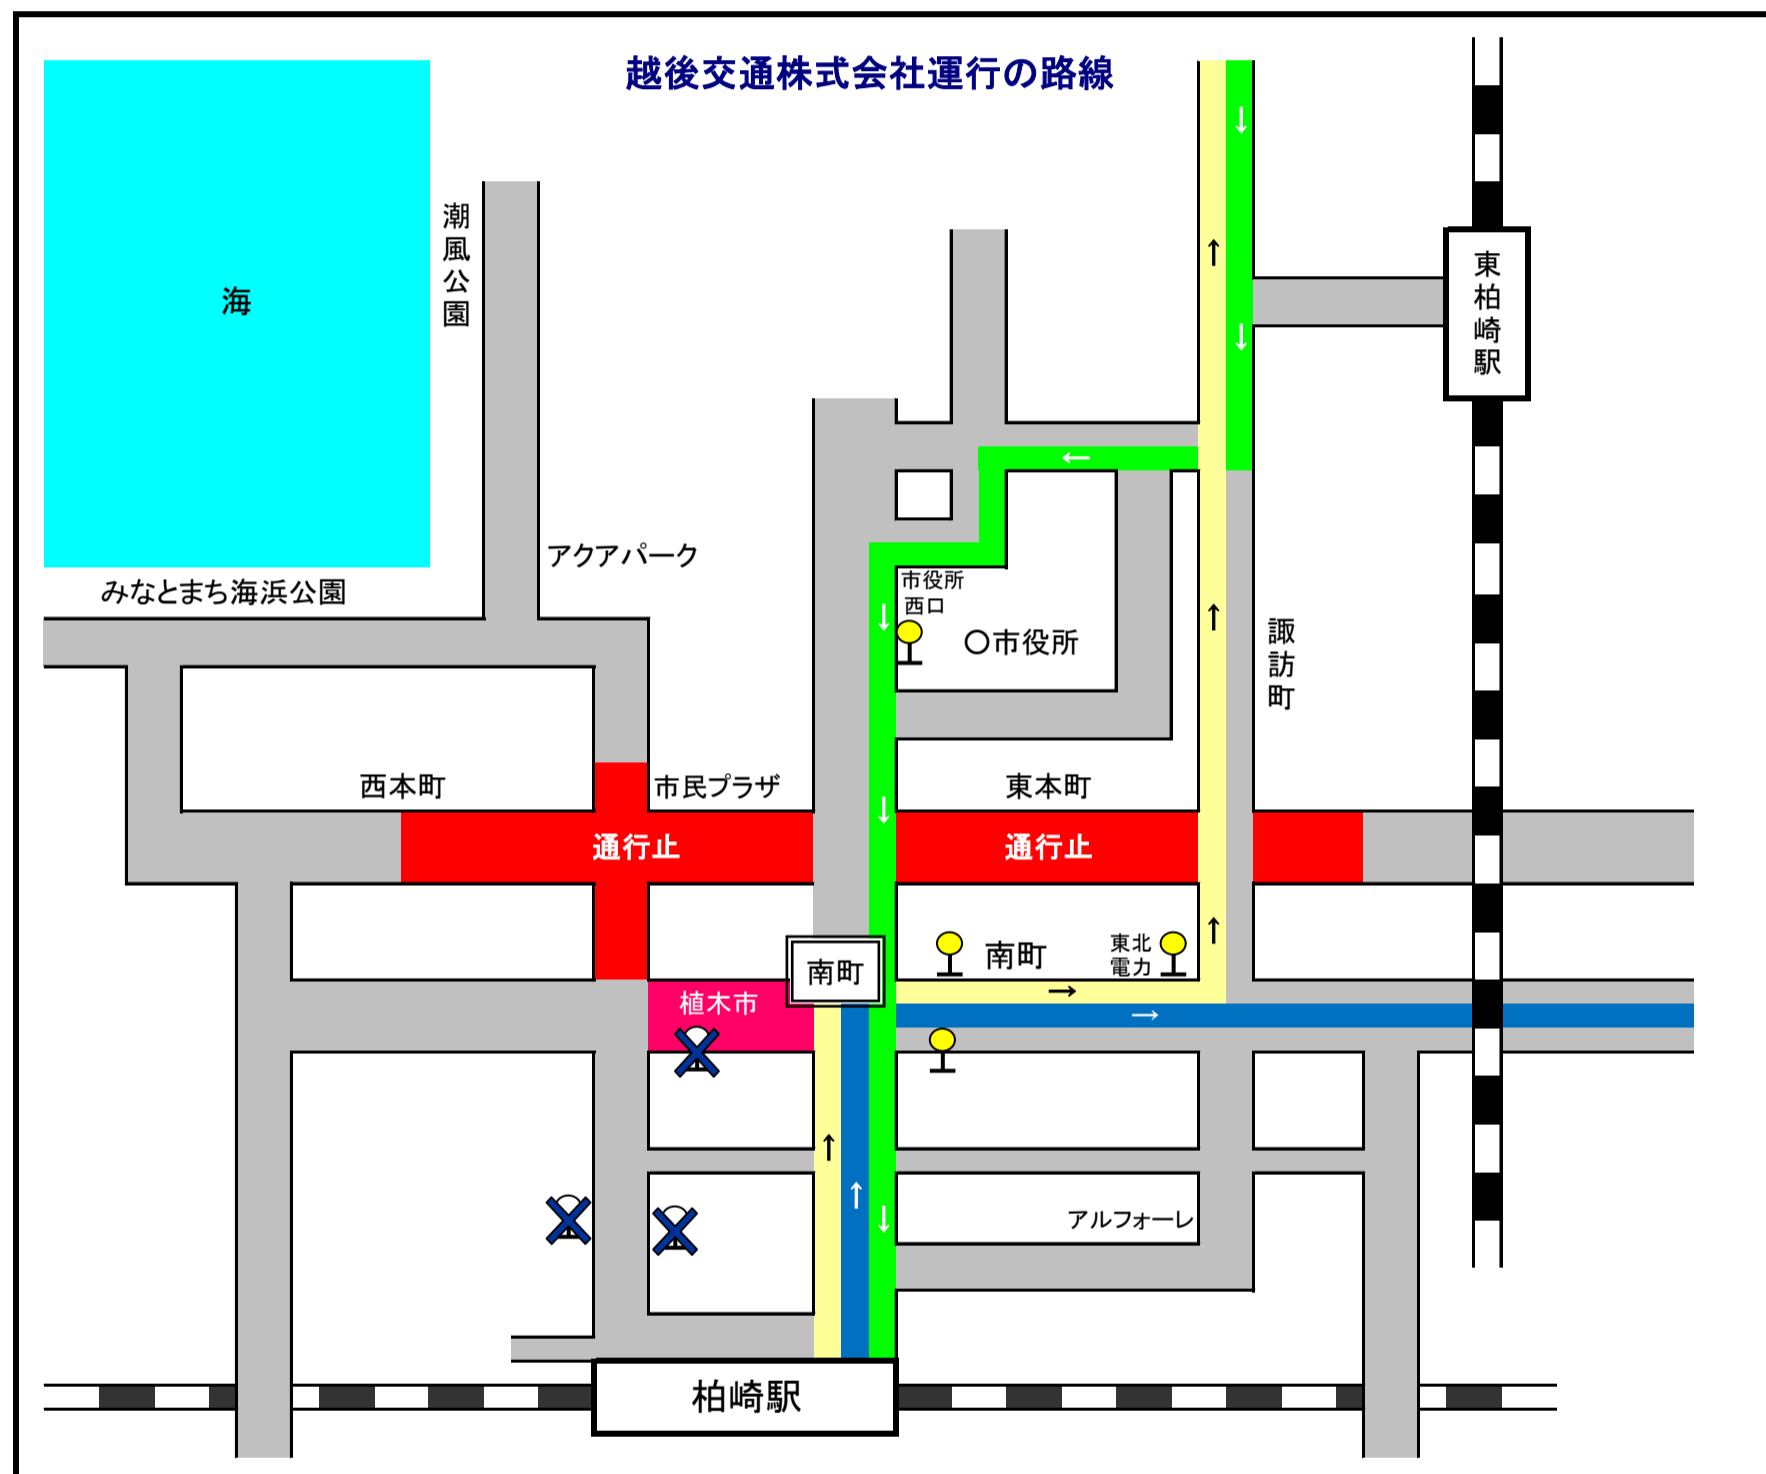 越後交通株式会社運行の路線
海
潮風公園
東柏崎駅
アクアパーク
みなとまち海浜公園
市役所
西口
○市役所
諏訪町
西本町
市民プラザ
東本町
通行止
通行止
南町
南町
東北
電力
植木市
アルフォーレ
柏崎駅